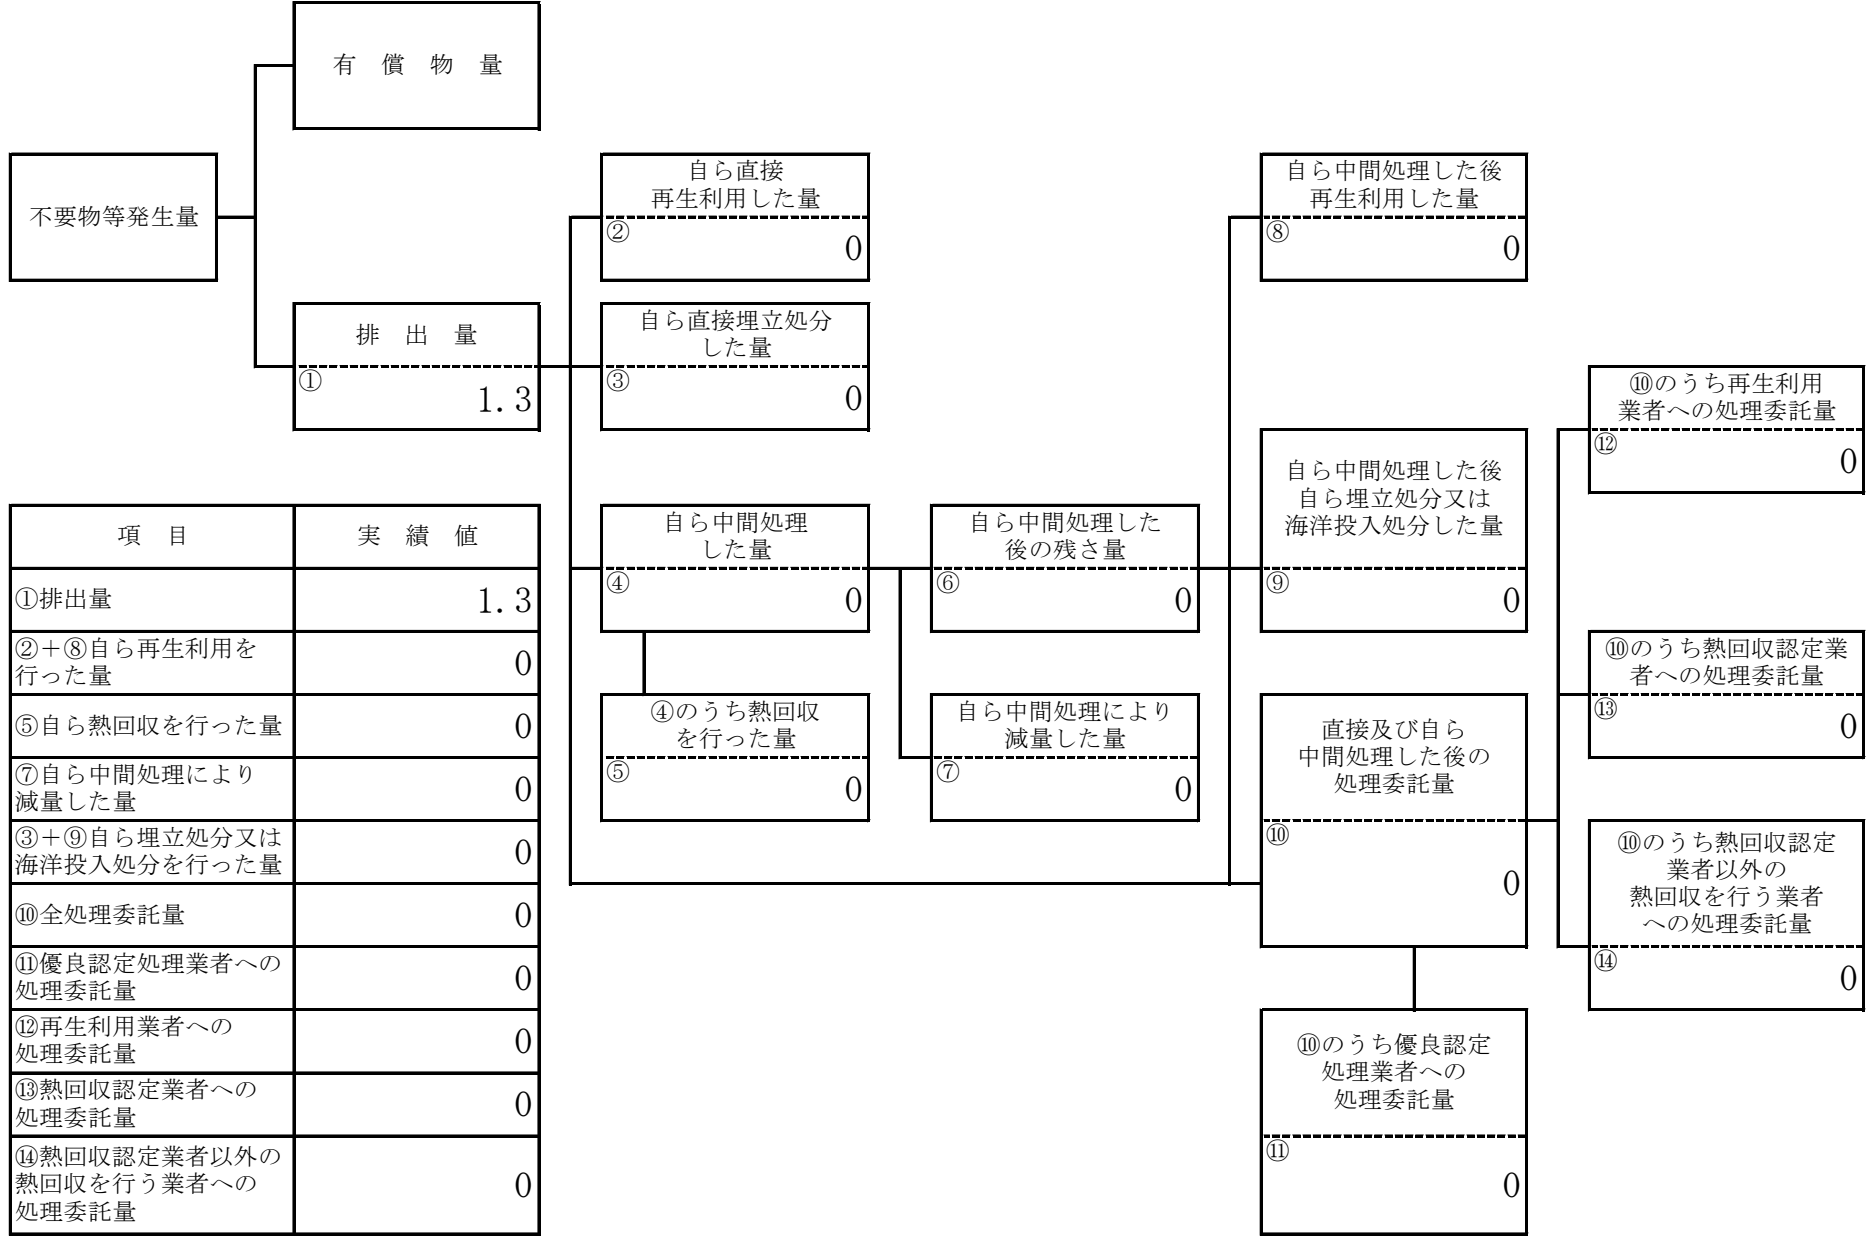 有　償　物　量
不要物等発生量
排　出　量
①
1.3
自ら直接
再生利用した量
②
0
自ら直接埋立処分
した量
③
0
自ら中間処理
した量
④
0
④のうち熱回収
を行った量
⑤
0
自ら中間処理した
後の残さ量
⑥
0
自ら中間処理により
減量した量
⑦
0
自ら中間処理した後
再生利用した量
⑧
0
自ら中間処理した後
自ら埋立処分又は
海洋投入処分した量
⑨
0
直接及び自ら
中間処理した後の
処理委託量
⑩
0
⑩のうち優良認定
処理業者への
処理委託量
⑪
0
⑩のうち再生利用
業者への処理委託量
⑫
0
⑩のうち熱回収認定業
者への処理委託量
⑬
0
⑩のうち熱回収認定
業者以外の
熱回収を行う業者
への処理委託量
⑭
0
項　目　実　績　値
①排出量　1.3
②＋⑧自ら再生利用を
行った量　0
⑤自ら熱回収を行った量　0
⑦自ら中間処理により
減量した量　0
③＋⑨自ら埋立処分又は
海洋投入処分を行った量　0
⑩全処理委託量　0
⑪優良認定処理業者への
処理委託量　0
⑫再生利用業者への
処理委託量　0
⑬熱回収認定業者への
処理委託量　0
⑭熱回収認定業者以外の
熱回収を行う業者への
処理委託量　0